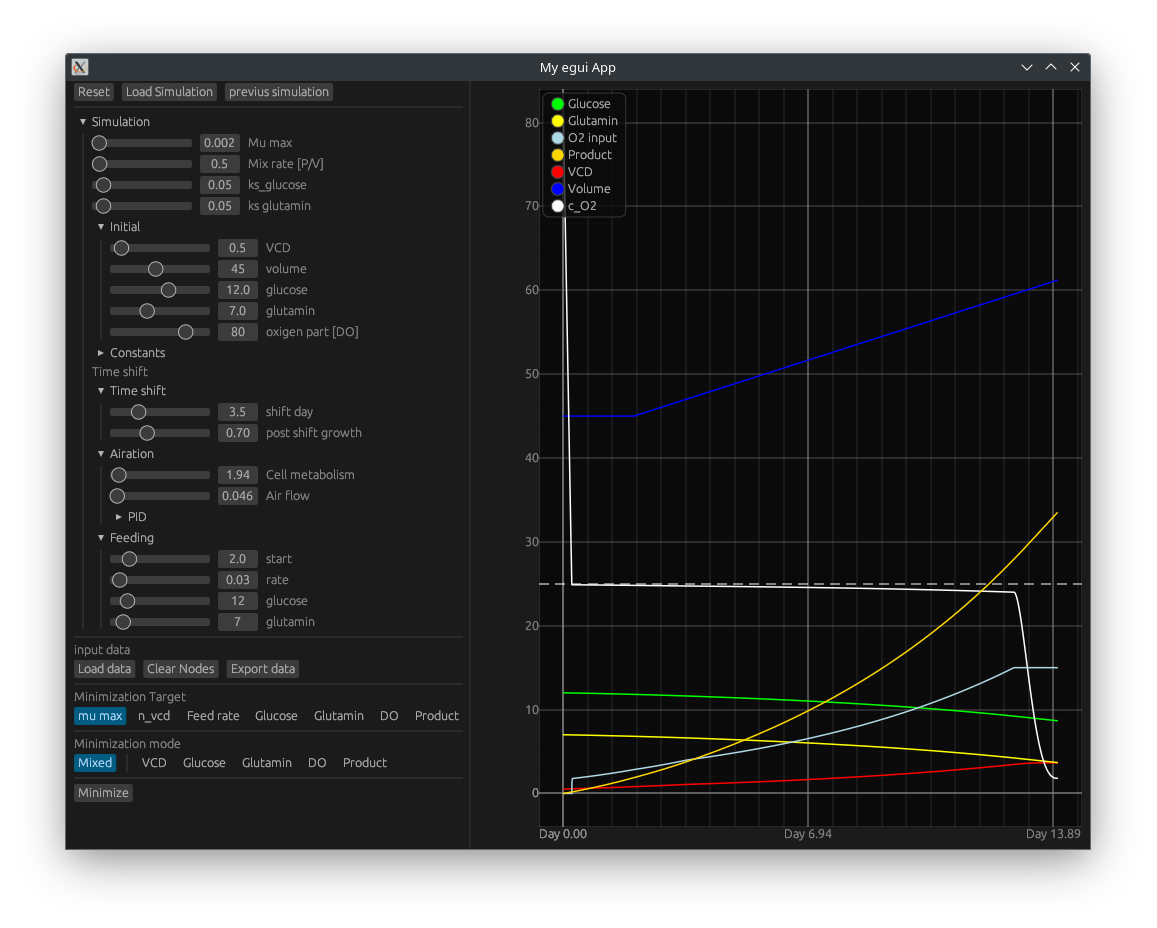 My egui App
Reset Load Simulation previus simulation
Simulation
0.002 Mu max
0.5 Mix rate [P/V]
0.05 ks_glucose
0.05 ks glutamin
Initial
0.5 VCD
45 volume
12.0 glucose
7.0 glutamin
80 oxigen part [DO]
Constants
Time shift
Time shift
3.5 shift day
0.70 post shift growth
Airation
1.94 Cell metabolism
0.046 Air flow
PID
Feeding
2.0 start
0.03 rate
12 glucose
7 glutamin
input data
Load data Clear Nodes Export data
Minimization Target
mu max n_vcd Feed rate Glucose Glutamin DO Product
Minimization mode
Mixed VCD Glucose Glutamin DO Product
Minimize
Glucose
Glutamin
O2 input
Product
VCD
Volume
c_O2
80
70
60
50
40
30
20
10
0
Day 0.00 Day 6.94 Day 13.89